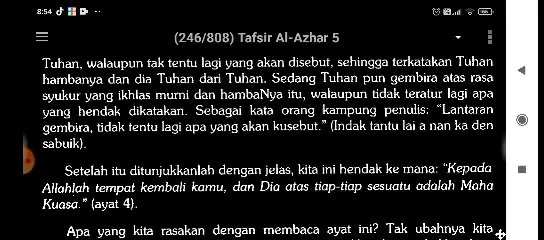 8:54
(246/808) Tafsir Al-Azhar 5
Tuhan, walaupun tak tentu lagi yang akan disebut, sehingga terkatakan Tuhan
hambanya dan dia Tuhan dari Tuhan. Sedang Tuhan pun gembira atas rasa
syukur yang ikhlas murni dan hambaNya itu, walaupun tidak teratur lagi apa
yang hendak dikatakan. Sebagai kata orang kampung penulis: “Lantaran
gembira, tidak tentu lagi apa yang akan kusebut.” (Indak tantu lai a nan ka den
sabuik).
Setelah itu ditunjukkanlah dengan jelas, kita ini hendak ke mana: “Kepada
Allahlah tempat kembali kamu, dan Dia atas tiap-tiap sesuatu adalah Maha
Kuasa.” (ayat 4).
Apa yang kita rasakan dengan membaca ayat ini? Tak ubahnya kita